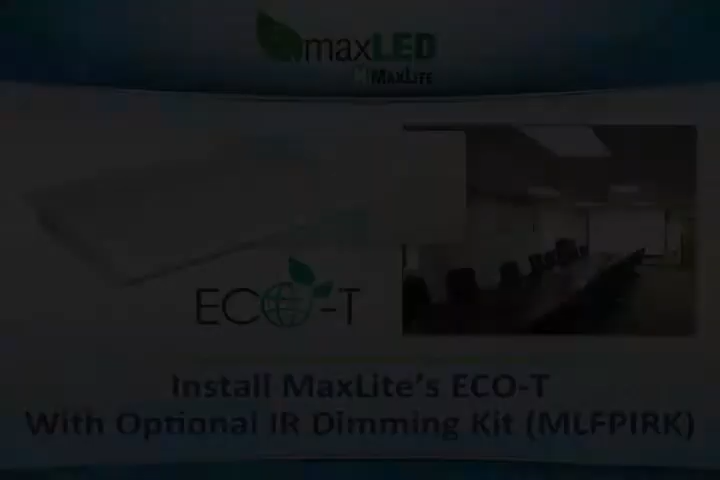 maxLED
MAXLITE
ECO-T
Install MaxLite's ECO-T
With Optional IR Dimming Kit (MLFPIRK)